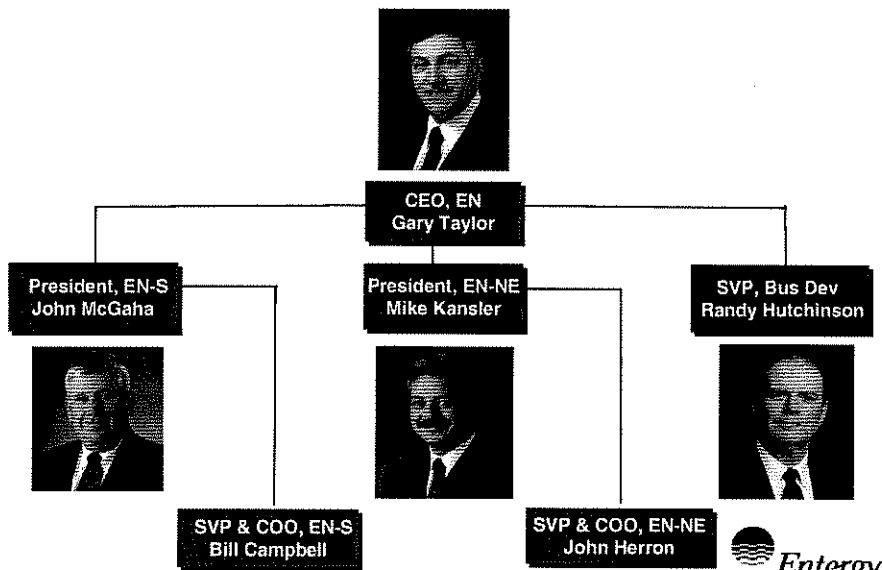 CEO, EN
Gary Taylor
President, EN-S
John McGaha
President, EN-NE
Mike Kansler
SVP, Bus Dev
Randy Hutchinson
SVP & COO, EN-S
Bill Campbell
SVP & COO, EN-NE
John Herron
Entergy